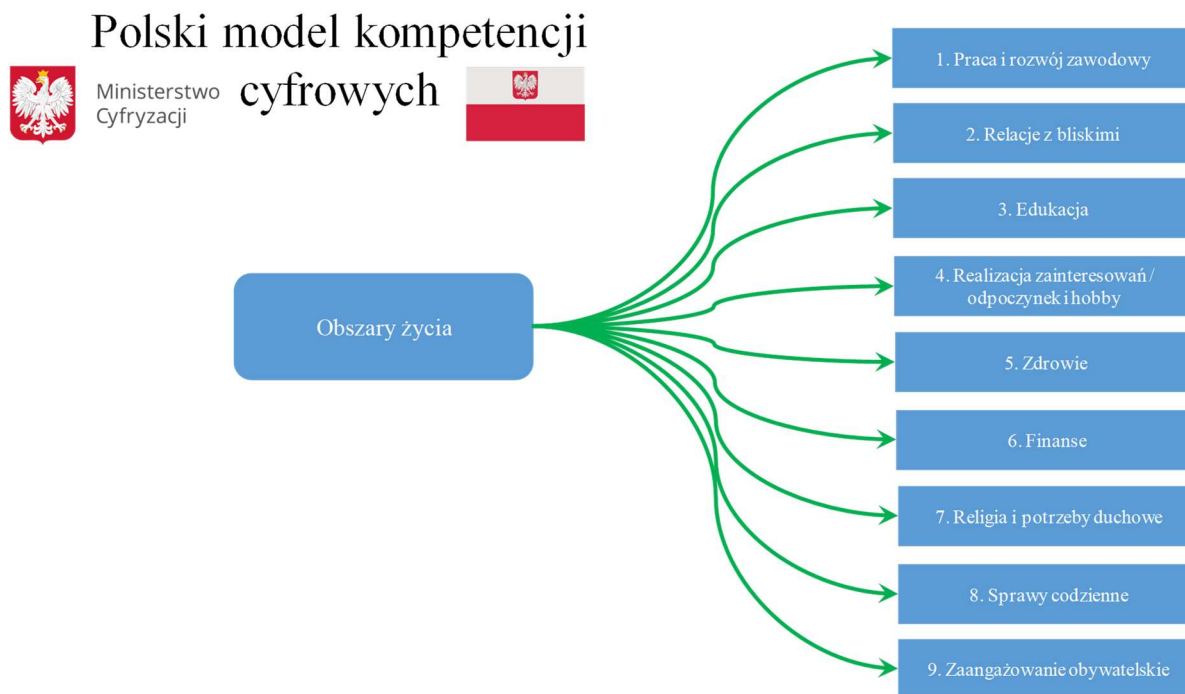 Polski model kompetencji
cyfrowych
Ministerstwo
Cyfryzacji
Obszary życia
1. Praca i rozwój zawodowy
2. Relacje z bliskimi
3. Edukacja
4. Realizacja zainteresowań /
odpoczynek i hobby
5. Zdrowie
6. Finanse
7. Religia i potrzeby duchowe
8. Sprawy codzienne
9. Zaangażowanie obywatelskie